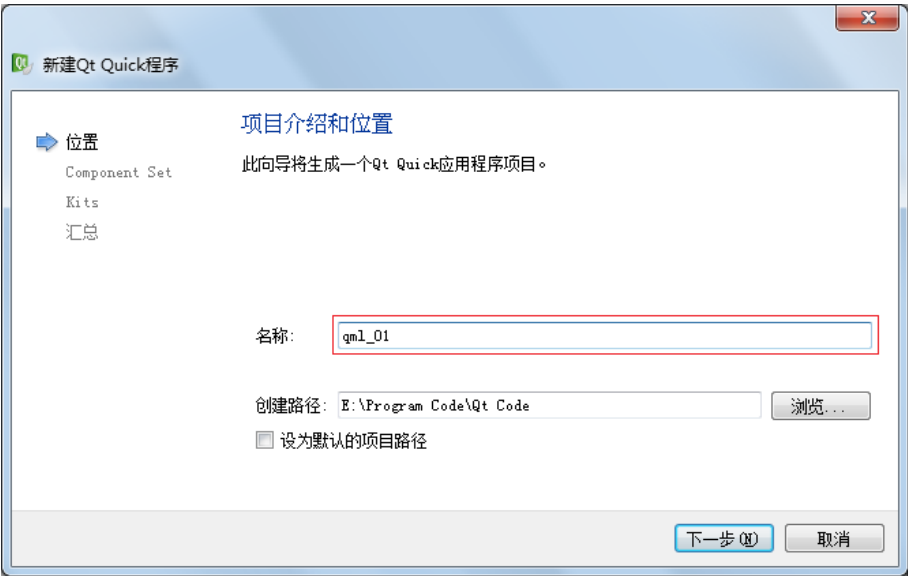 新建Qt Quick程序
位置
Component Set
Kits
汇总
项目介绍和位置
此向导将生成一个Qt Quick应用程序项目。
名称:
qml_01
创建路径:
E:\Program Code\Qt Code
浏览...
设为默认的项目路径
下一步(N)
取消